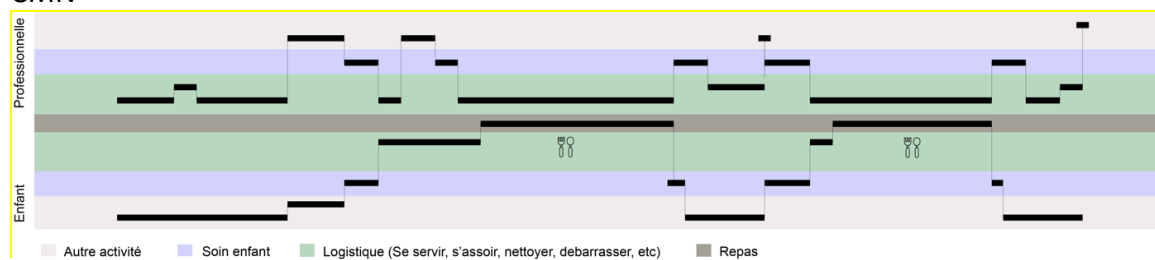 Professionnelle
Enfant
Autre activité
Soin enfant
Logistique (Se servir, s'assoir, nettoyer, debarrasser, etc)
Repas